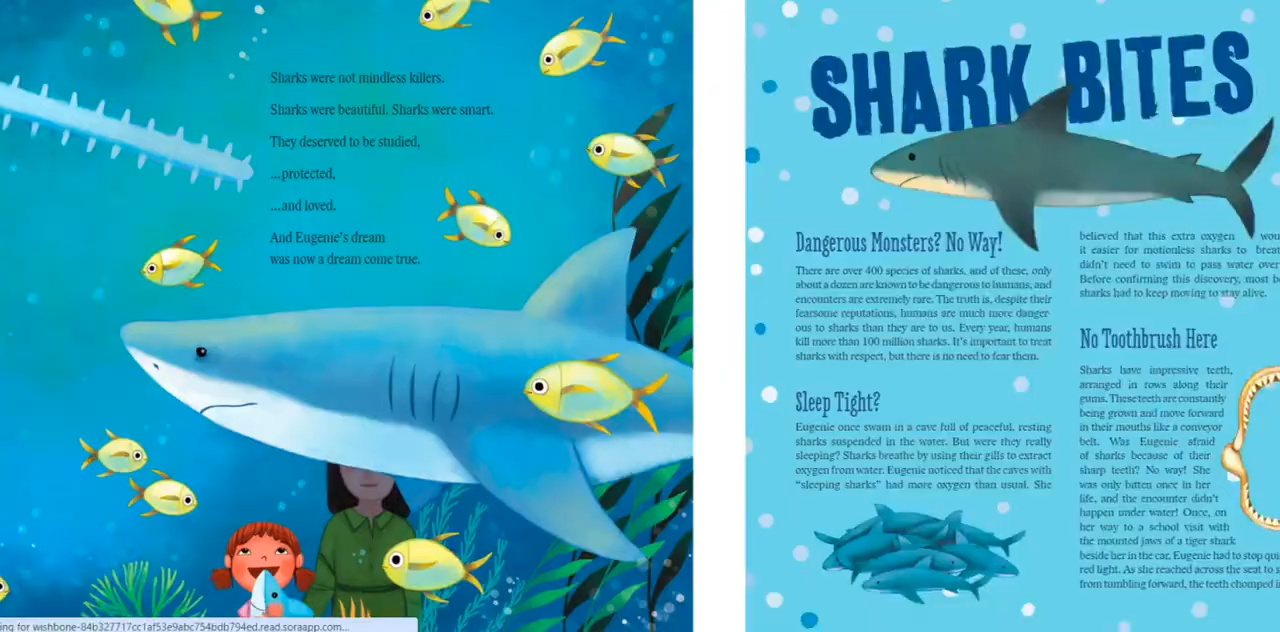 Sharks were not mindless killers.
Sharks were beautiful. Sharks were smart.
They deserved to be studied,
...protected,
...and loved.
And Eugenie's dream
was now a dream come true.
SHARK BITES
Dangerous Monsters? No Way!
There are over 400 species of sharks, and of these, only
about a dozen are known to be dangerous to humans, and
encounters are extremely rare. The truth is, despite their
fearsome reputations, humans are much more danger-
ous to sharks than they are to us. Every year, humans
kill more than 100 million sharks. It's important to treat
sharks with respect, but there is no need to fear them.
Sleep Tight?
Eugenie once swam in a cave full of peaceful, resting
sharks suspended in the water. But were they really
sleeping? Sharks breathe by using their gills to extract
oxygen from water. Eugenie noticed that the caves with
"sleeping sharks" had more oxygen than usual. She
believed that this extra oxygen
it easier for motionless sharks to
didn't need to swim to pass water over
Before confirming this discovery, most
sharks had to keep moving to stay alive.
No Toothbrush Here
Sharks have impressive teeth,
arranged in rows along their
gums. These teeth are constantly
being grown and move forward
in their mouths like a conveyor
belt. Was Eugenie afraid
of sharks because of their
sharp teeth? No way! She
was only bitten once in her
life, and the encounter didn't
happen under water! Once, on
her way to a school visit with
the mounted jaws of a tiger shark
beside her in the car, Eugenie had to stop
red light. As she reached across the seat to
from tumbling forward, the teeth chomped
ing for wishbone-84b327717cc1af53e9abc754bdb794ed.read.soraapp.com...